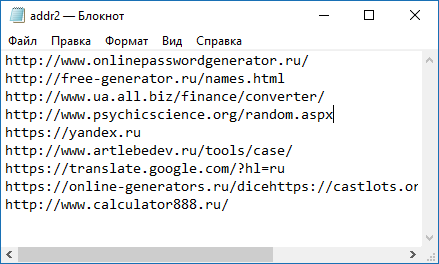 addr2 — Блокнот
Файл Правка Формат Вид Справка
http://www.onlinepasswordgenerator.ru/
http://free-generator.ru/names.html
http://www.ua.all.biz/finance/converter/
http://www.psychicscience.org/random.aspx
https://yandex.ru
http://www.artlebedev.ru/tools/case/
https://translate.google.com/?hl=ru
https://online-generators.ru/dicehttps://castlots.or
http://www.calculator888.ru/